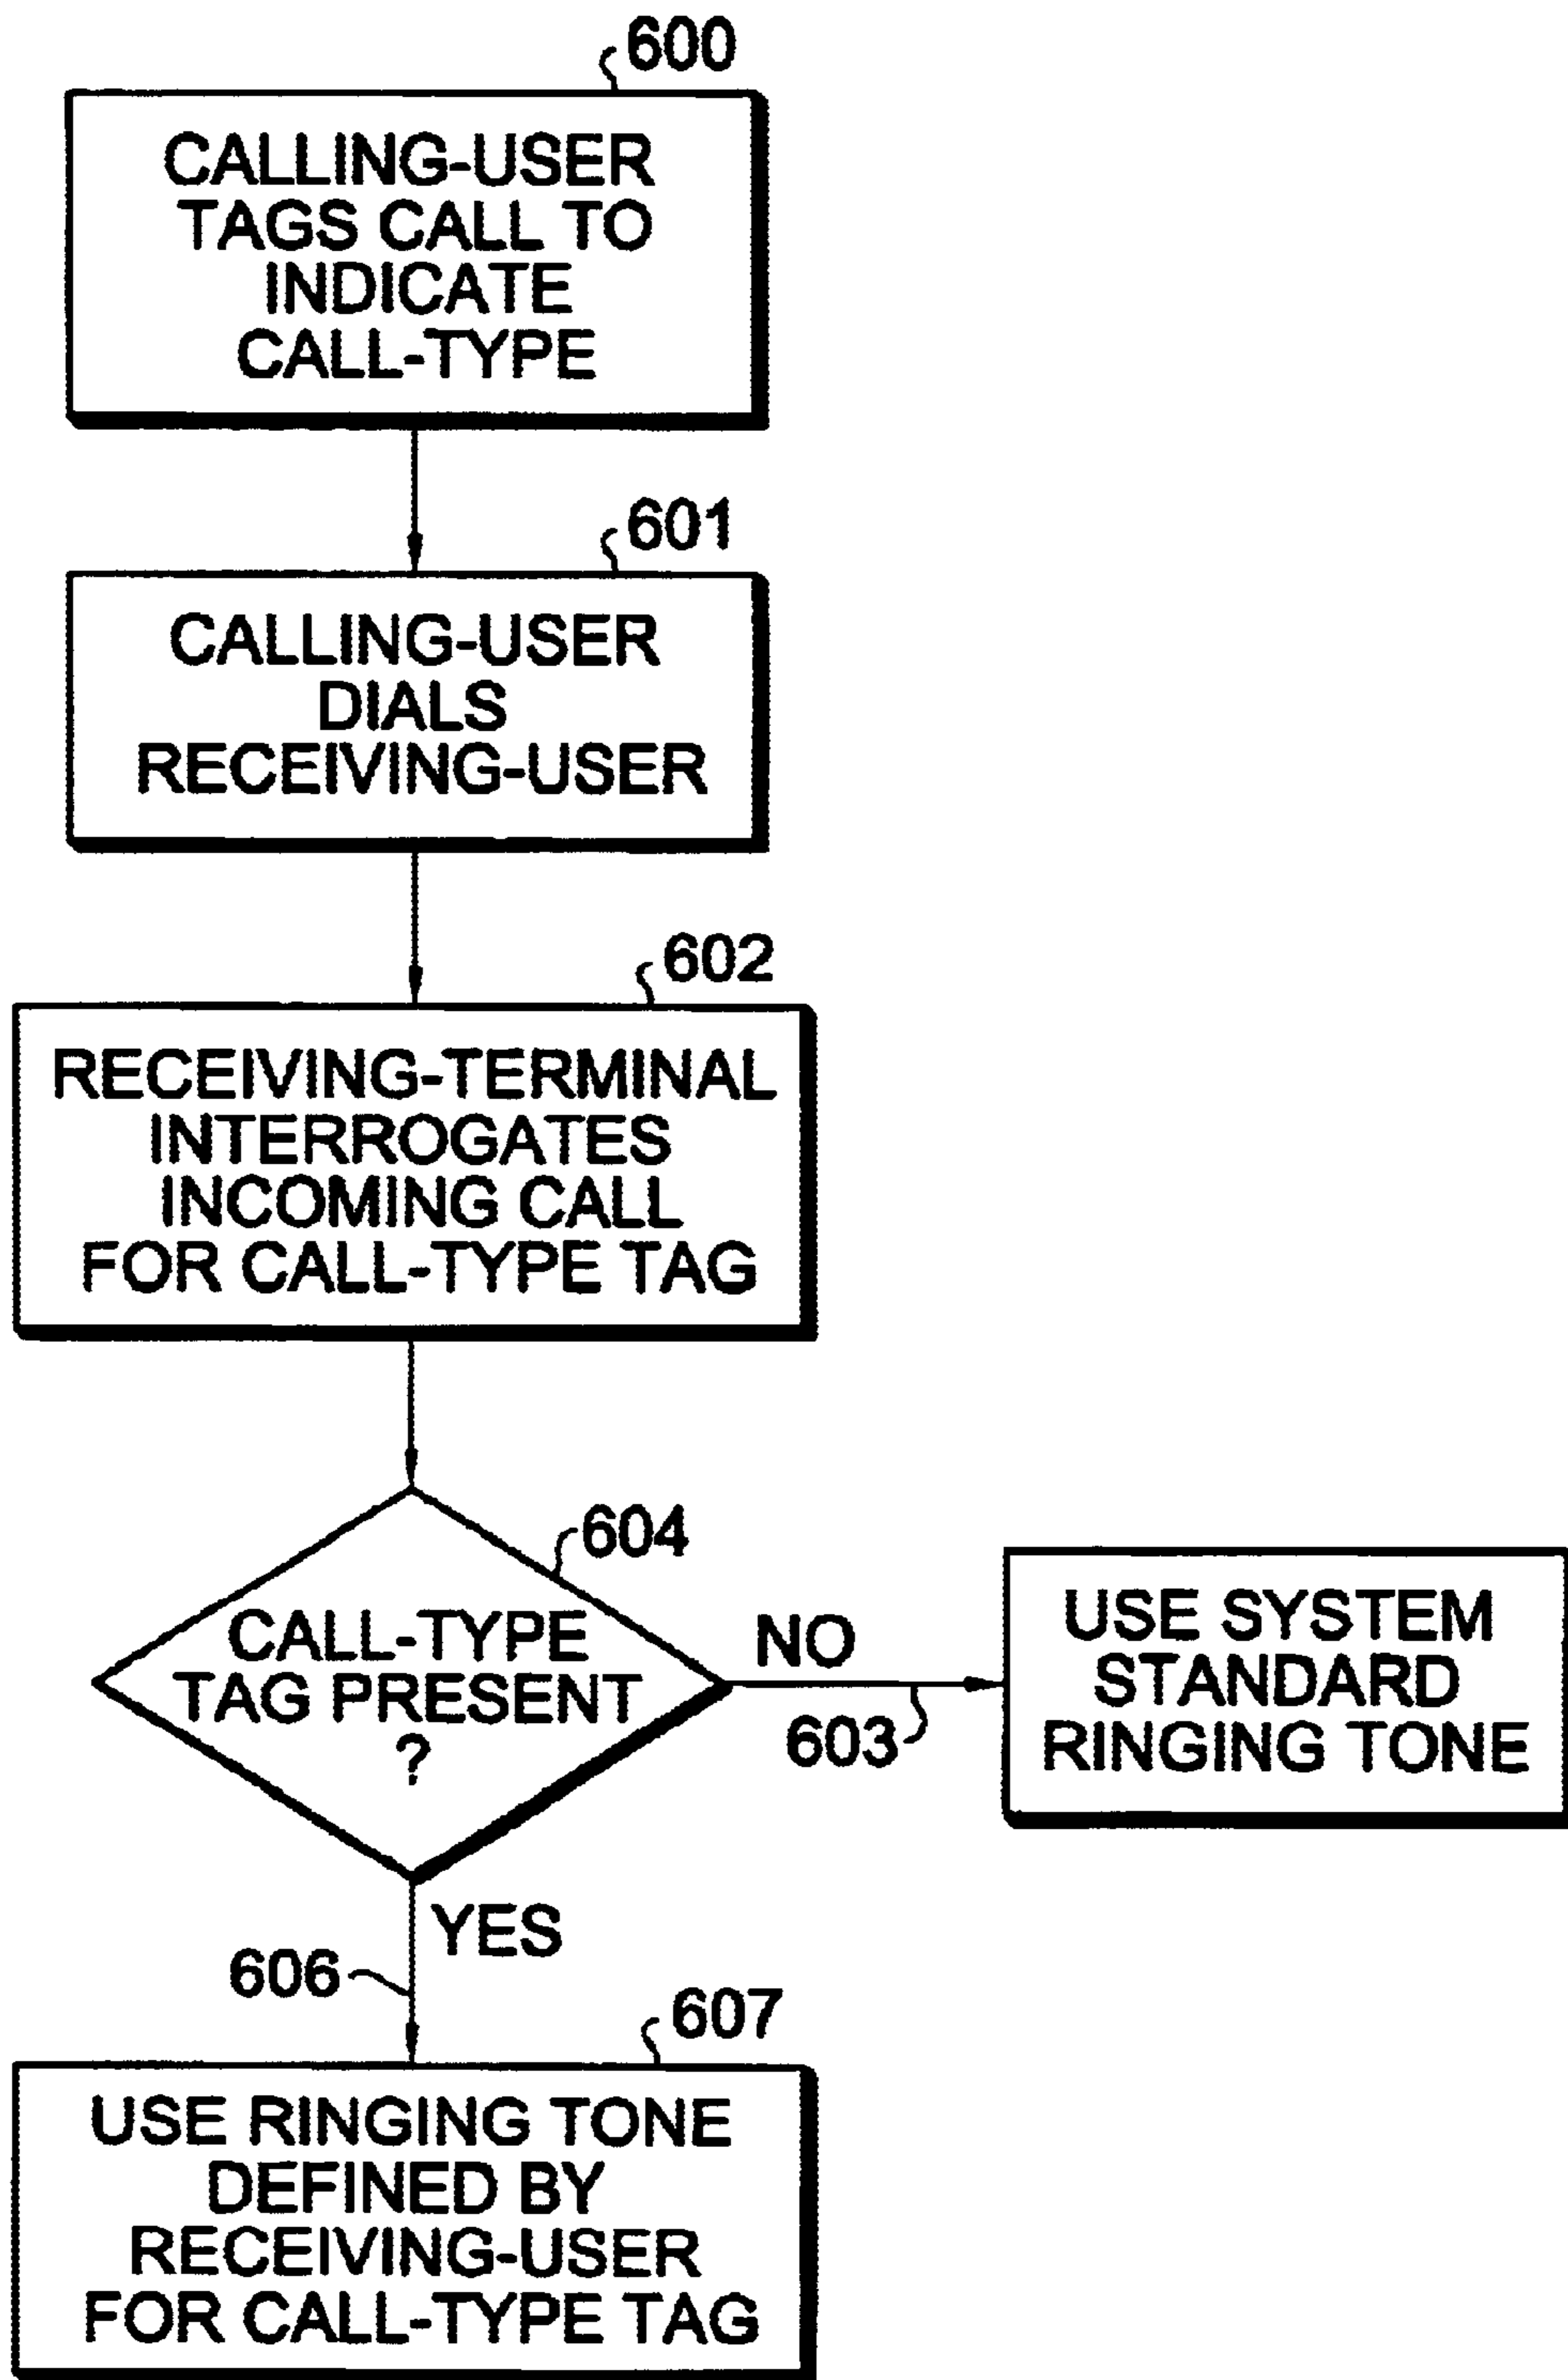 600
CALLING-USER
TAGS CALL TO
INDICATE
CALL-TYPE
601
CALLING-USER
DIALS
RECEIVING-USER
602
RECEIVING-TERMINAL
INTERROGATES
INCOMING CALL
FOR CALL-TYPE TAG
604
CALL-TYPE
TAG PRESENT
?
NO
603
USE SYSTEM
STANDARD
RINGING TONE
YES
606
607
USE RINGING TONE
DEFINED BY
RECEIVING-USER
FOR CALL-TYPE TAG